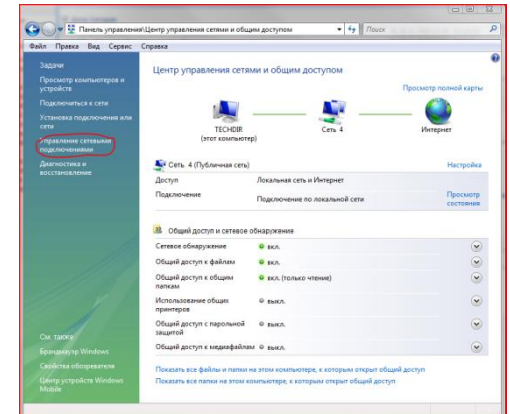 Панель управления\Центр управления сетями и общим доступом
Поиск
Файл Правка Вид Сервис Справка
Задачи
Просмотр компьютеров и
устройств
Подключиться к сети
Установка подключения или
сети
Управление сетевыми
подключениями
Диагностика и
восстановление
См. также
Брандмауэр Windows
Свойства обозревателя
Центр устройств Windows
Mobile
Центр управления сетями и общим доступом
Просмотр полной карты
TECHDIR
(этот компьютер)
Сеть 4
Интернет
Сеть 4 (Публичная сеть)
Настройка
Доступ
Локальная сеть и Интернет
Подключение
Подключение по локальной сети
Просмотр
состояния
Общий доступ и сетевое обнаружение
Сетевое обнаружение
вкл.
Общий доступ к файлам
вкл.
Общий доступ к общим
папкам
вкл. (только чтение)
Использование общих
принтеров
выкл.
Общий доступ с парольной
защитой
выкл.
Общий доступ к медиафайлам
выкл.
Показать все файлы и папки на этом компьютере, к которым открыт общий доступ
Показать все папки на этом компьютере, к которым открыт общий доступ